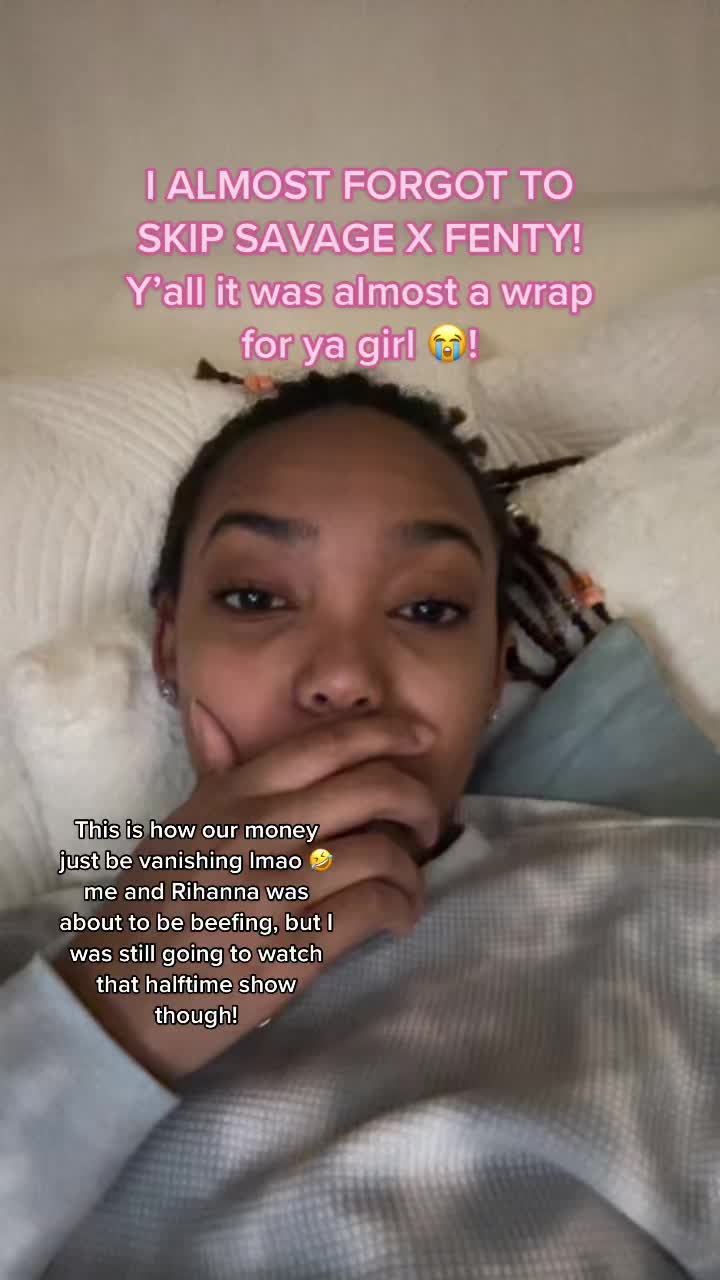 I ALMOST FORGOT TO
SKIP SAVAGE X FENTY!
Y’all it was almost a wrap
for ya girl 😭!
This is how our money
just be vanishing lmao 🤣
me and Rihanna was
about to be beefing, but I
was still going to watch
that halftime show
though!